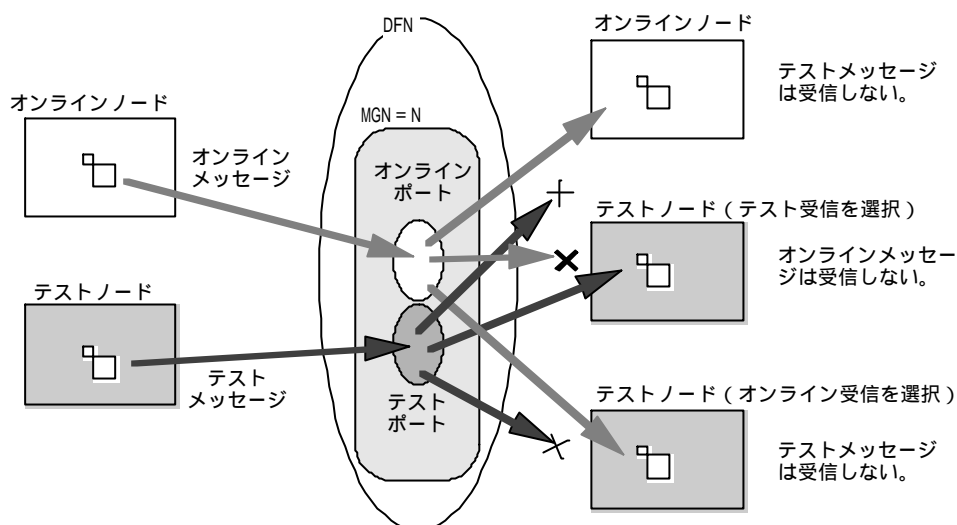 DFN
オンラインノード
テストメッセージ
は受信しない。
オンラインノード
MGN = N
オンライン
メッセージ
オンライン
ポート
テストノード（テスト受信を選択）
オンラインメッセー
ジは受信しない。
テストノード
テスト
メッセージ
テスト
ポート
テストノード（オンライン受信を選択）
テストメッセージ
は受信しない。